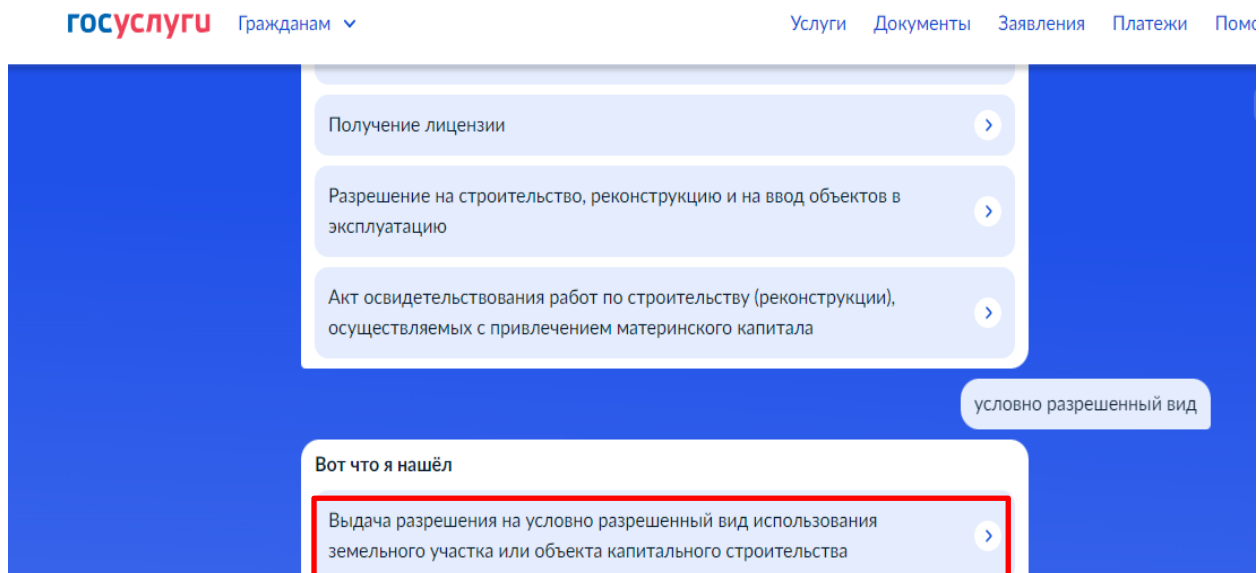 госуслуги Гражданам Услуги Документы Заявления Платежи
Получение лицензии
Разрешение на строительство, реконструкцию и на ввод объектов в
эксплуатацию
Акт освидетельствования работ по строительству (реконструкции),
осуществляемых с привлечением материнского капитала
условно разрешенный вид
Вот что я нашёл
Выдача разрешения на условно разрешенный вид использования
земельного участка или объекта капитального строительства